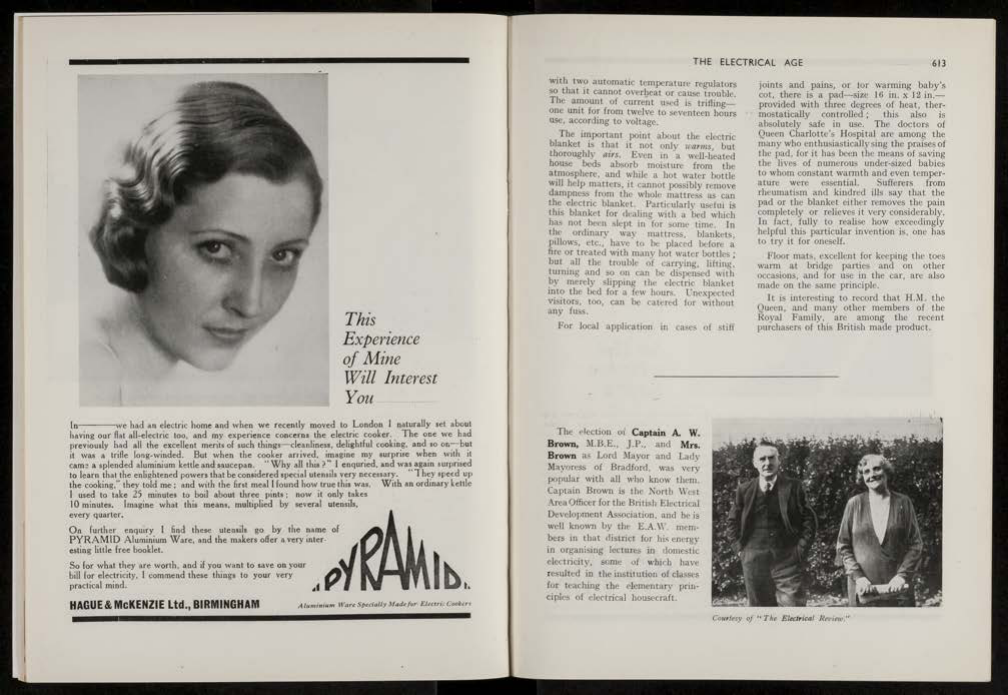 This
Experience
of Mine
Will Interest
You
In———we had an electric home and when we recently moved to London I naturally set about
having our flat all-electric too, and my experience concerns the electric cooker. The one we had
previously had all the excellent merits of such things—cleanliness, delightful cooking, and so on—but
it was a trifle long-winded. But when the cooker arrived, imagine my surprise when with it
came a splended aluminium kettle and saucepan. "Why all this?" I enquried, and was again surprised
to learn that the enlightened powers that be considered special utensils very necessary. "They speed up
the cooking," they told me; and with the first meal I found how true this was. With an ordinary kettle
I used to take 25 minutes to boil about three pints; now it only takes
10 minutes. Imagine what this means, multiplied by several utensils,
every quarter.
On further enquiry I find these utensils go by the name of
PYRAMID Aluminium Ware, and the makers offer a very inter-
esting little free booklet.
So for what they are worth, and if you want to save on your
bill for electricity, I commend these things to your very
practical mind.
PYRAMID
HAGUE & McKENZIE Ltd., BIRMINGHAM
Aluminium Ware Specially Made for Electric Cookers
THE ELECTRICAL AGE
613
with two automatic temperature regulators
so that it cannot overheat or cause trouble.
The amount of current used is trifling—
one unit for from twelve to seventeen hours
use, according to voltage.
The important point about the electric
blanket is that it not only warms, but
thoroughly airs. Even in a well-heated
house beds absorb moisture from the
atmosphere, and while a hot water bottle
will help matters, it cannot possibly remove
dampness from the whole mattress as can
the electric blanket. Particularly useful is
this blanket for dealing with a bed which
has not been slept in for some time. In
the ordinary way mattress, blankets,
pillows, etc., have to be placed before a
fire or treated with many hot water bottles;
but all the trouble of carrying, lifting,
turning and so on can be dispensed with
by merely slipping the electric blanket
into the bed for a few hours. Unexpected
visitors, too, can be catered for without
any fuss.
For local application in cases of stiff
joints and pains, or for warming baby's
cot, there is a pad—size 16 in. x 12 in.—
provided with three degrees of heat, ther-
mostatically controlled; this also is
absolutely safe in use. The doctors of
Queen Charlotte's Hospital are among the
many who enthusiastically sing the praises of
the pad, for it has been the means of saving
the lives of numerous under-sized babies
to whom constant warmth and even temper-
ature were essential. Sufferers from
rheumatism and kindred ills say that the
pad or the blanket either removes the pain
completely or relieves it very considerably.
In fact, fully to realise how exceedingly
helpful this particular invention is, one has
to try it for oneself.
Floor mats, excellent for keeping the toes
warm at bridge parties and on other
occasions, and for use in the car, are also
made on the same principle.
It is interesting to record that H.M. the
Queen, and many other members of the
Royal Family, are among the recent
purchasers of this British made product.
The election of Captain A. W.
Brown, M.B.E., J.P., and Mrs.
Brown as Lord Mayor and Lady
Mayoress of Bradford, was very
popular with all who know them.
Captain Brown is the North West
Area Officer for the British Electrical
Development Association, and he is
well known by the E.A.W. mem-
bers in that district for his energy
in organising lectures in domestic
electricity, some of which have
resulted in the institution of classes
for teaching the elementary prin-
ciples of electrical housecraft.
Courtesy of "The Electrical Review."